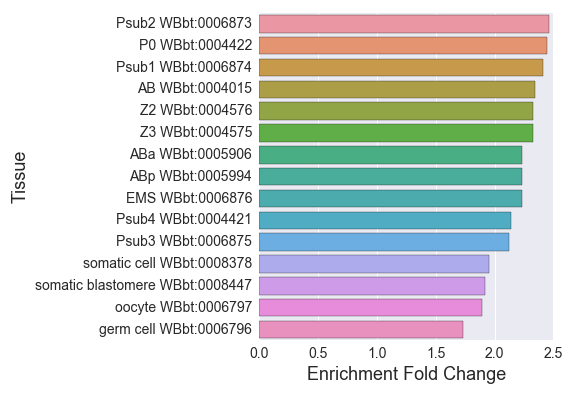 Psub2 WBbt:0006873
P0 WBbt:0004422
Psub1 WBbt:0006874
AB WBbt:0004015
Z2 WBbt:0004576
Z3 WBbt:0004575
ABa WBbt:0005906
ABp WBbt:0005994
EMS WBbt:0006876
Psub4 WBbt:0004421
Psub3 WBbt:0006875
somatic cell WBbt:0008378
somatic blastomere WBbt:0008447
oocyte WBbt:0006797
germ cell WBbt:0006796
Tissue
0.0 0.5 1.0 1.5 2.0 2.5
Enrichment Fold Change